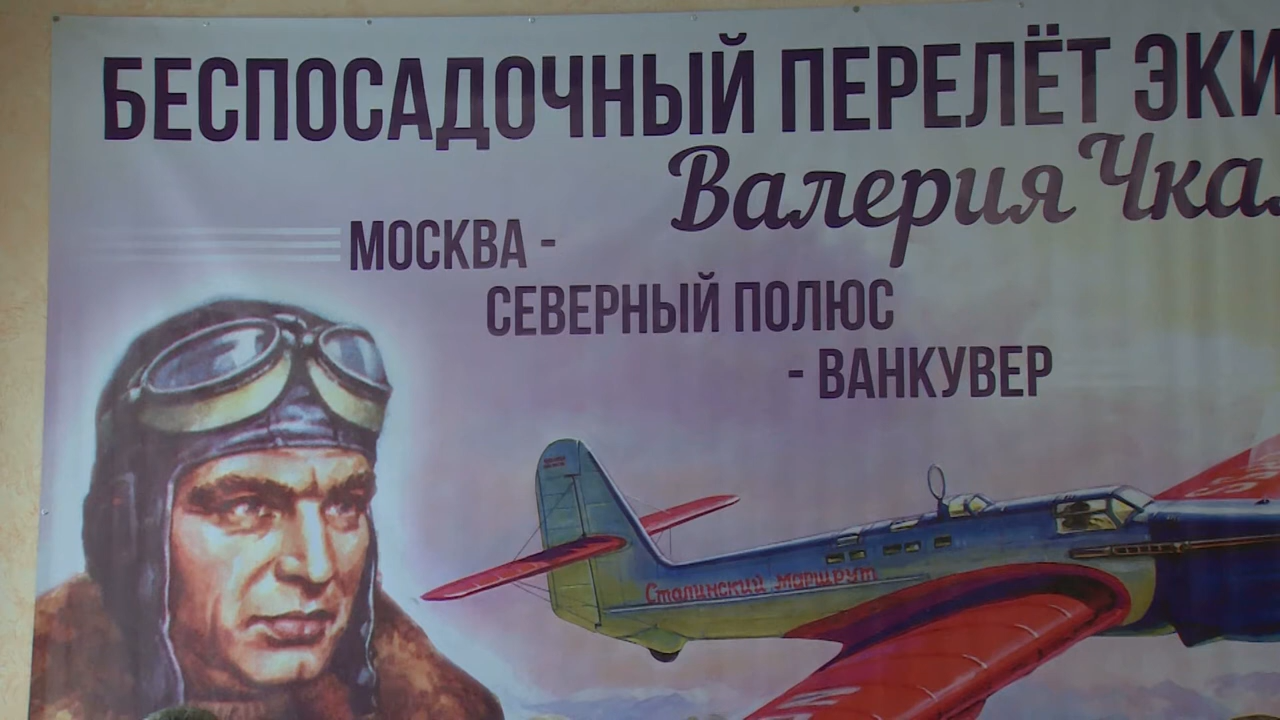 БЕСПОСАДОЧНЫЙ ПЕРЕЛЁТ ЭКИ
Валерия Чка
МОСКВА -
СЕВЕРНЫЙ ПОЛЮС
- ВАНКУВЕР
Сталинский маршрут